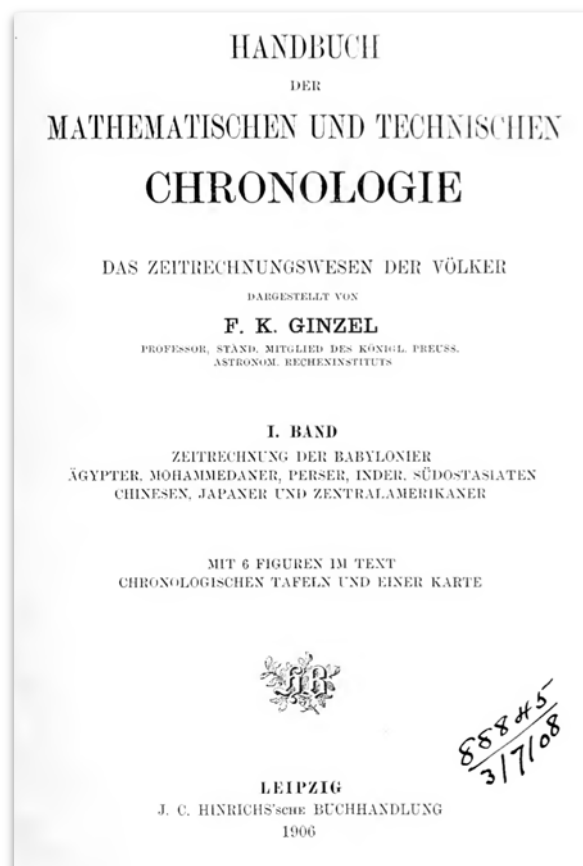 HANDBUCH
DER
MATHEMATISCHEN UND TECHNISCHEN
CHRONOLOGIE
DAS ZEITRECHNUNGSWESEN DER VÖLKER
DARGESTELLT VON
F. K. GINZEL
PROFESSOR, STÄND. MITGLIED DES KÖNIGL. PREUSS.
ASTRONOM. RECHENINSTITUTS
I. BAND
ZEITRECHNUNG DER BABYLONIER
ÄGYPTER, MOHAMMEDANER, PERSER, INDER, SÜDOSTASIATEN
CHINESEN, JAPANER UND ZENTRALAMERIKANER
MIT 6 FIGUREN IM TEXT
CHRONOLOGISCHEN TAFELN UND EINER KARTE
88845
3/7/08
LEIPZIG
J. C. HINRICHS'sche BUCHHANDLUNG
1906